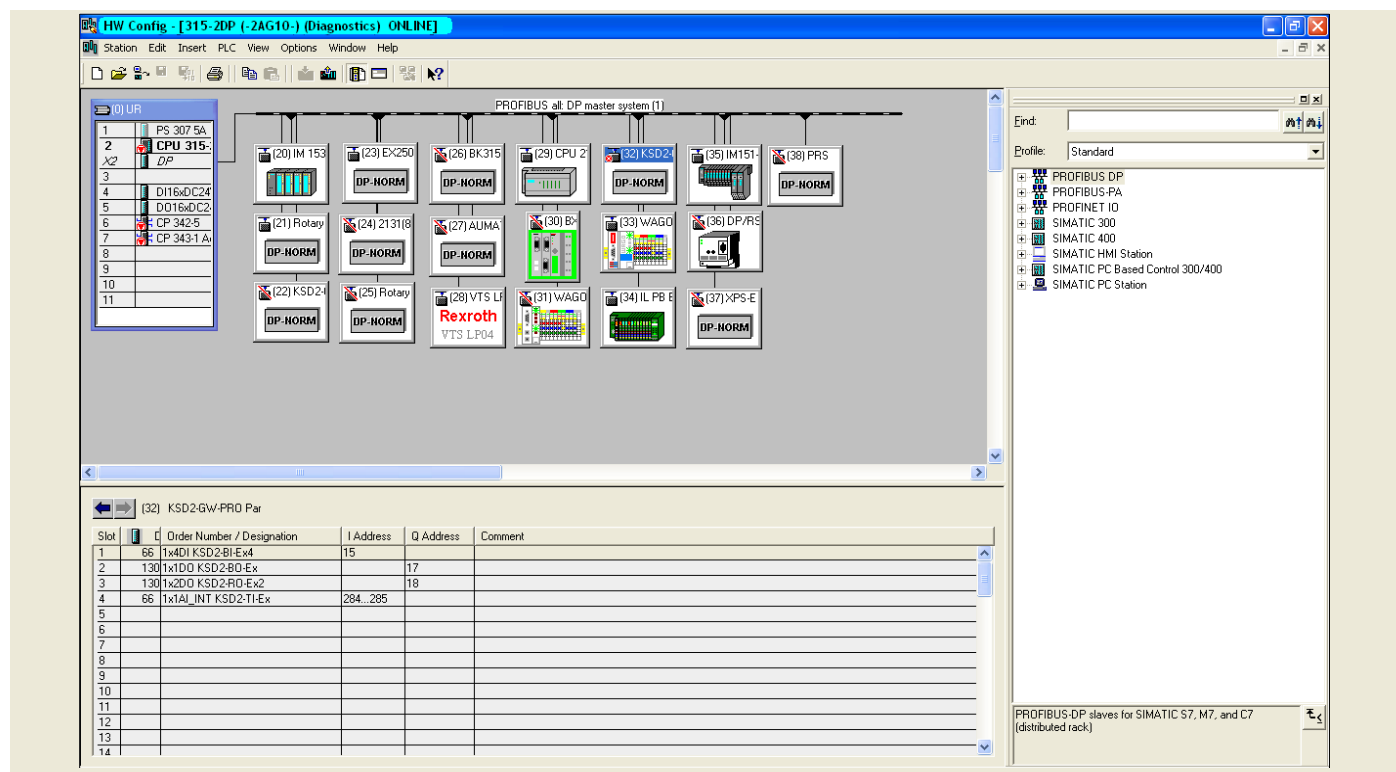 HW Config - [315-2DP (-2AG10-) (Diagnostics) ONLINE]
Station Edit Insert PLC View Options Window Help
(0) UR
1 PS 307 5A
2 CPU 315-
X2 DP
3
4 DI16xDC24
5 DO16xDC2
6 CP 342-5
7 CP 343-1 A
8
9
10
11
PROFIBUS all: DP master system (1)
(20) IM 153
(23) EX250
DP-NORM
(26) BK315
DP-NORM
(29) CPU 2
(32) KSD2-
DP-NORM
(35) IM151-
(38) PRS
DP-NORM
(21) Rotary
DP-NORM
(24) 2131(8
DP-NORM
(27) AUMA
DP-NORM
(30) BX
(33) WAGO
(36) DP/RS
(22) KSD2-
DP-NORM
(25) Rotary
DP-NORM
(28) VTS LP
Rexroth
VTS LP04
(31) WAGO
(34) IL PB E
(37) XPS-E
DP-NORM
Find:
Profile: Standard
PROFIBUS DP
PROFIBUS-PA
PROFINET IO
SIMATIC 300
SIMATIC 400
SIMATIC HMI Station
SIMATIC PC Based Control 300/400
SIMATIC PC Station
(32) KSD2-GW-PRO Par
Slot D Order Number / Designation I Address Q Address Comment
1 66 1x4DI KSD2-BI-Ex4 15
2 130 1x1DO KSD2-BO-Ex 17
3 130 1x2DO KSD2-RO-Ex2 18
4 66 1x1AI_INT KSD2-TI-Ex 284...285
5
6
7
8
9
10
11
12
13
14
PROFIBUS-DP slaves for SIMATIC S7, M7, and C7
(distributed rack)